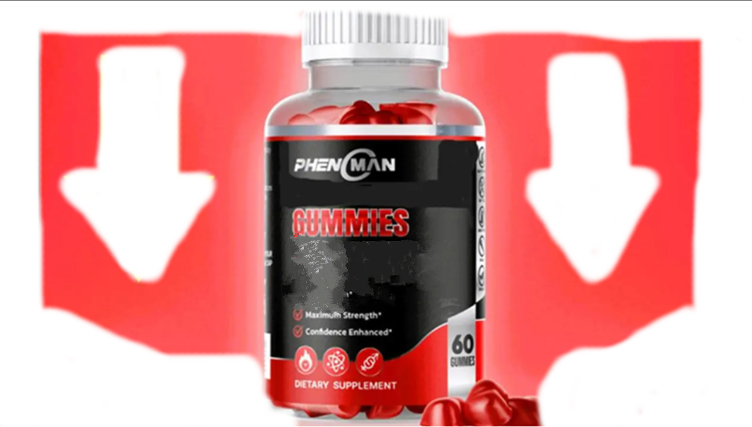 PHENOMAN
GUMMIES
Maximum Strength*
Confidence Enhanced*
60
GUMMIES
DIETARY SUPPLEMENT